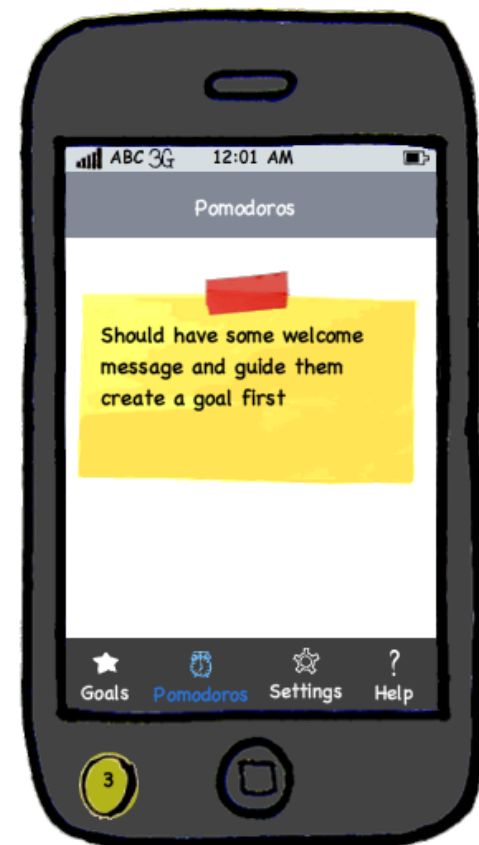 ABC 3G 12:01 AM
Pomodoros
Should have some welcome
message and guide them
create a goal first
Goals Pomodoros Settings ? Help
3